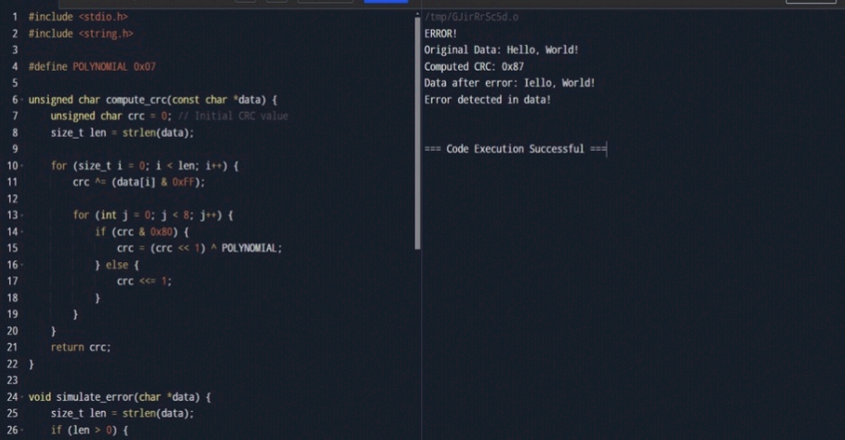 1 #include <stdio.h>
2 #include <string.h>
3
4 #define POLYNOMIAL 0x07
5
6 unsigned char compute_crc(const char *data) {
7 unsigned char crc = 0; // Initial CRC value
8 size_t len = strlen(data);
9
10 for (size_t i = 0; i < len; i++) {
11 crc ^= (data[i] & 0xFF);
12
13 for (int j = 0; j < 8; j++) {
14 if (crc & 0x80) {
15 crc = (crc << 1) ^ POLYNOMIAL;
16 } else {
17 crc <<= 1;
18 }
19 }
20 }
21 return crc;
22 }
23
24 void simulate_error(char *data) {
25 size_t len = strlen(data);
26 if (len > 0) {
/tmp/GJirRrSc5d.o
ERROR!
Original Data: Hello, World!
Computed CRC: 0x87
Data after error: Iello, World!
Error detected in data!
=== Code Execution Successful ===